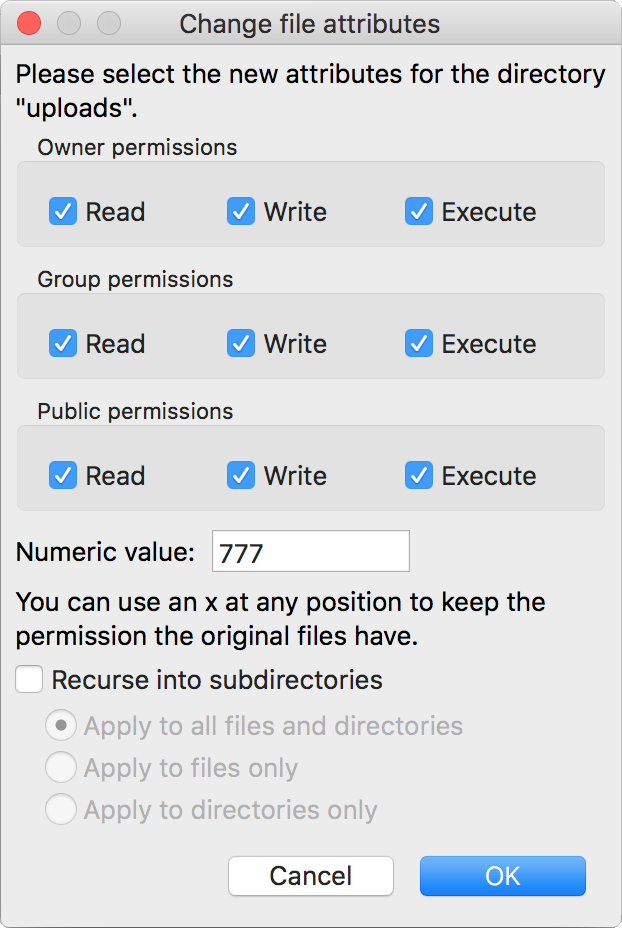 Change file attributes
Please select the new attributes for the directory
"uploads".
Owner permissions
Read Write Execute
Group permissions
Read Write Execute
Public permissions
Read Write Execute
Numeric value: 777
You can use an x at any position to keep the
permission the original files have.
Recurse into subdirectories
Apply to all files and directories
Apply to files only
Apply to directories only
Cancel OK